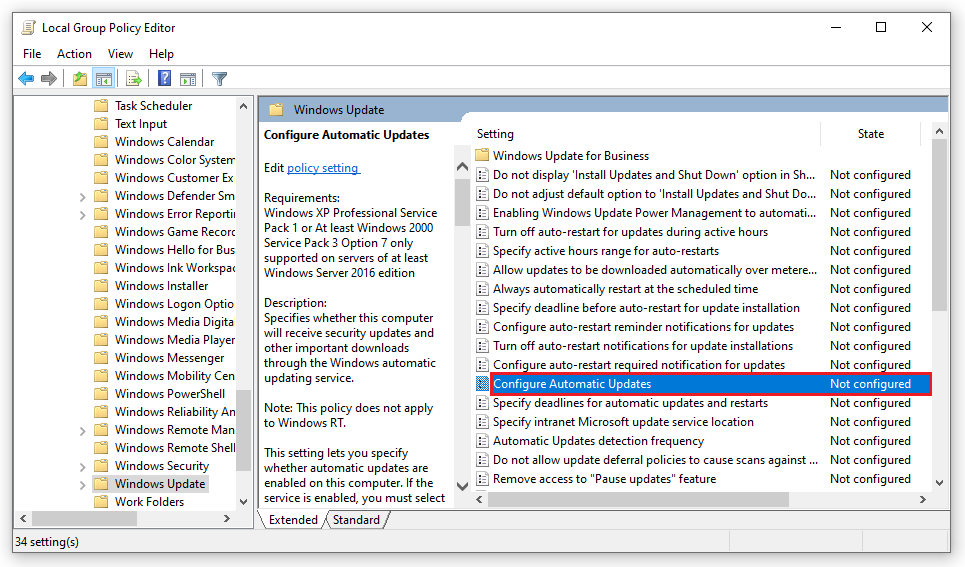 Local Group Policy Editor
File Action View Help
Task Scheduler
Text Input
Windows Calendar
Windows Color System
Windows Customer Ex
Windows Defender Sm
Windows Error Reporti
Windows Game Record
Windows Hello for Bus
Windows Ink Workspac
Windows Installer
Windows Logon Optio
Windows Media Digita
Windows Media Player
Windows Messenger
Windows Mobility Cen
Windows PowerShell
Windows Reliability An
Windows Remote Man
Windows Remote Shell
Windows Security
Windows Update
Work Folders
Windows Update
Configure Automatic Updates
Edit policy setting
Requirements:
Windows XP Professional Service
Pack 1 or At least Windows 2000
Service Pack 3 Option 7 only
supported on servers of at least
Windows Server 2016 edition
Description:
Specifies whether this computer
will receive security updates and
other important downloads
through the Windows automatic
updating service.
Note: This policy does not apply
to Windows RT.
This setting lets you specify
whether automatic updates are
enabled on this computer. If the
service is enabled, you must select
Setting State
Windows Update for Business
Do not display 'Install Updates and Shut Down' option in Sh... Not configured
Do not adjust default option to 'Install Updates and Shut Do... Not configured
Enabling Windows Update Power Management to automati... Not configured
Turn off auto-restart for updates during active hours Not configured
Specify active hours range for auto-restarts Not configured
Allow updates to be downloaded automatically over metere... Not configured
Always automatically restart at the scheduled time Not configured
Specify deadline before auto-restart for update installation Not configured
Configure auto-restart reminder notifications for updates Not configured
Turn off auto-restart notifications for update installations Not configured
Configure auto-restart required notification for updates Not configured
Configure Automatic Updates Not configured
Specify deadlines for automatic updates and restarts Not configured
Specify intranet Microsoft update service location Not configured
Automatic Updates detection frequency Not configured
Do not allow update deferral policies to cause scans against ... Not configured
Remove access to "Pause updates" feature Not configured
Extended Standard
34 setting(s)